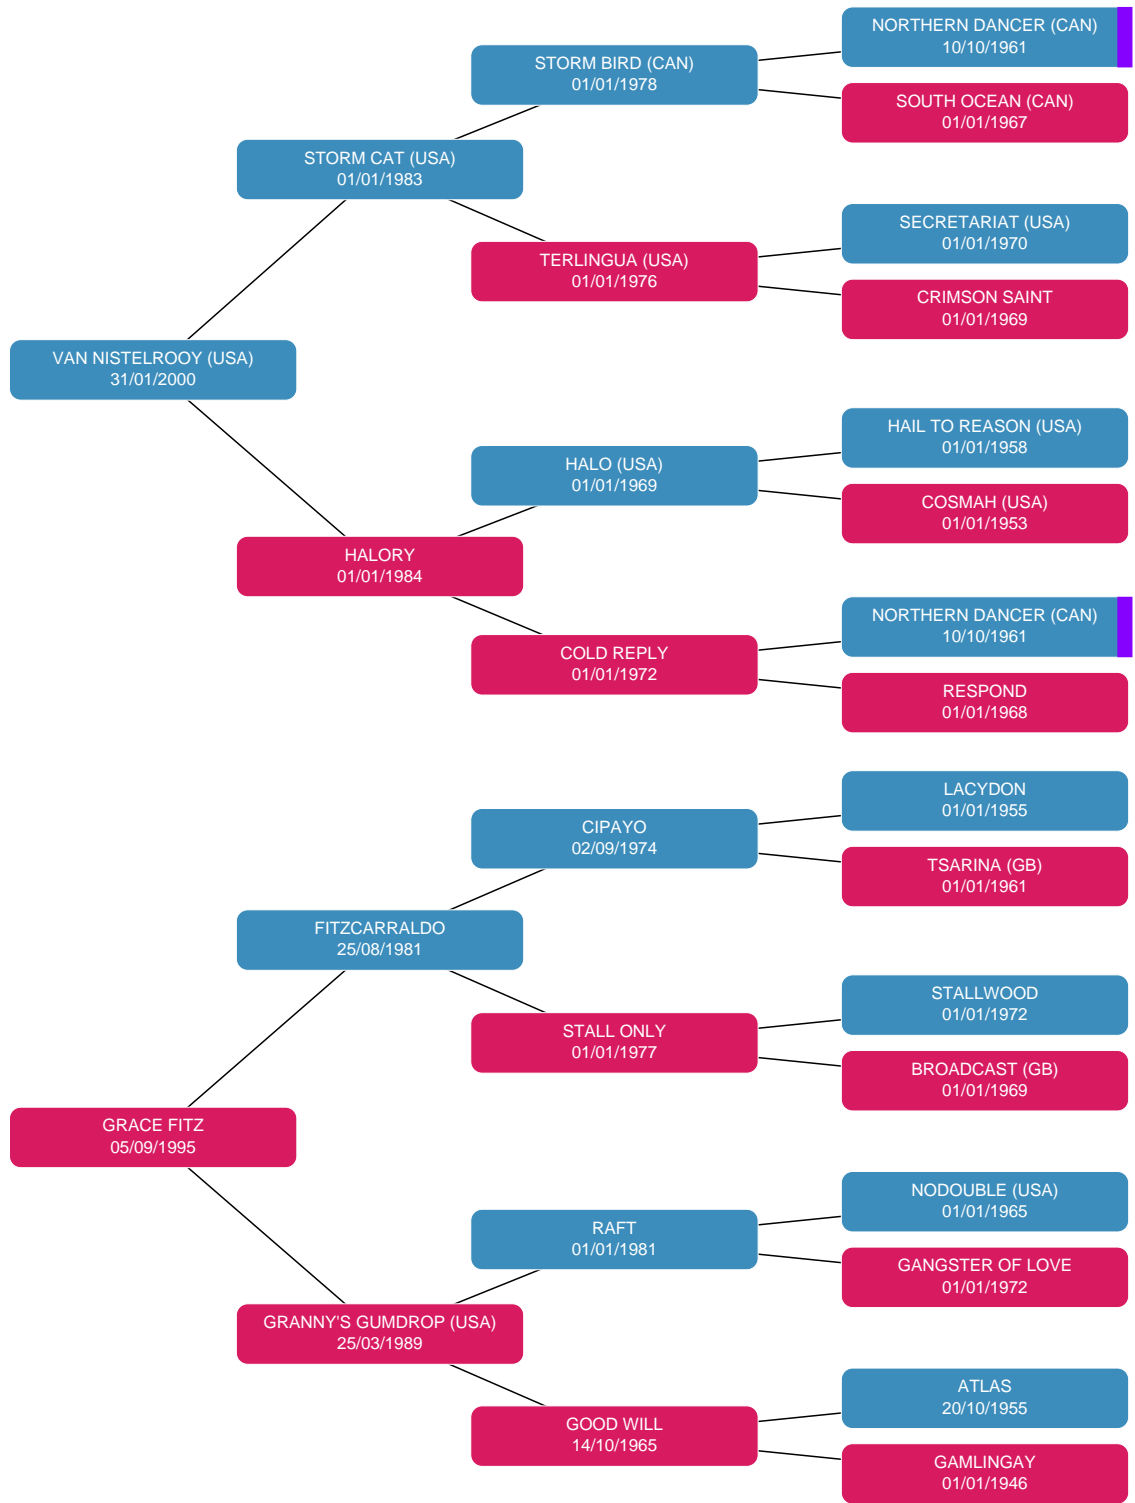 NORTHERN DANCER (CAN)
10/10/1961
STORM BIRD (CAN)
01/01/1978
SOUTH OCEAN (CAN)
01/01/1967
STORM CAT (USA)
01/01/1983
SECRETARIAT (USA)
01/01/1970
TERLINGUA (USA)
01/01/1976
CRIMSON SAINT
01/01/1969
VAN NISTELROOY (USA)
31/01/2000
HAIL TO REASON (USA)
01/01/1958
HALO (USA)
01/01/1969
COSMAH (USA)
01/01/1953
HALORY
01/01/1984
NORTHERN DANCER (CAN)
10/10/1961
COLD REPLY
01/01/1972
RESPOND
01/01/1968
LACYDON
01/01/1955
CIPAYO
02/09/1974
TSARINA (GB)
01/01/1961
FITZCARRALDO
25/08/1981
STALLWOOD
01/01/1972
STALL ONLY
01/01/1977
BROADCAST (GB)
01/01/1969
GRACE FITZ
05/09/1995
NODOUBLE (USA)
01/01/1965
RAFT
01/01/1981
GANGSTER OF LOVE
01/01/1972
GRANNY'S GUMDROP (USA)
25/03/1989
ATLAS
20/10/1955
GOOD WILL
14/10/1965
GAMLINGAY
01/01/1946